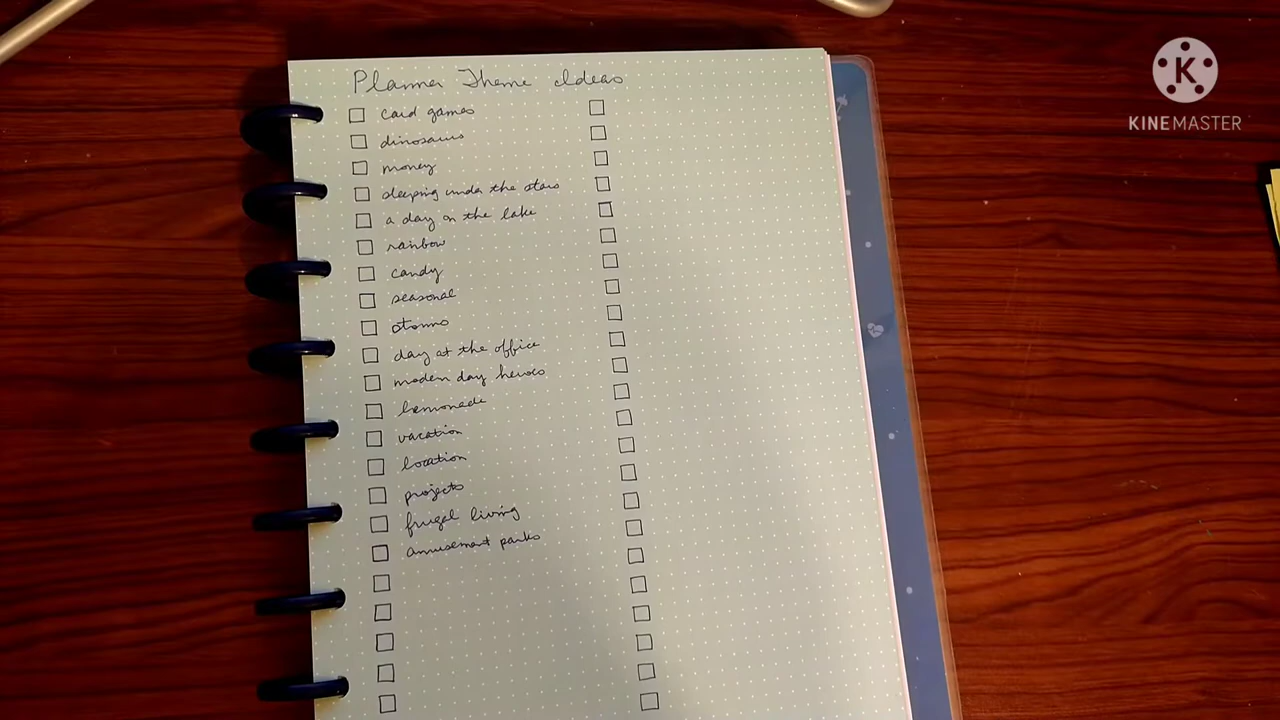 Planner Theme Ideas
card games
dinosaurs
money
sleeping under the stars
a day on the lake
rainbow
candy
seasonal
storms
day at the office
modern day heroes
lemonade
vacation
location
projects
frugal living
amusement parks
K
KINEMASTER